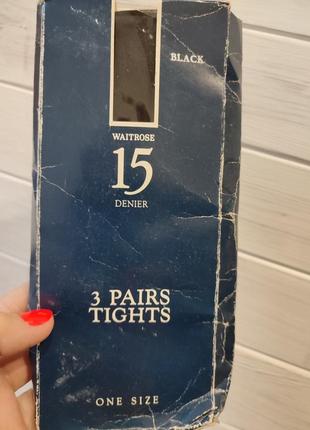 BLACK
WAITROSE
15
DENIER
3 PAIRS
TIGHTS
ONE SIZE